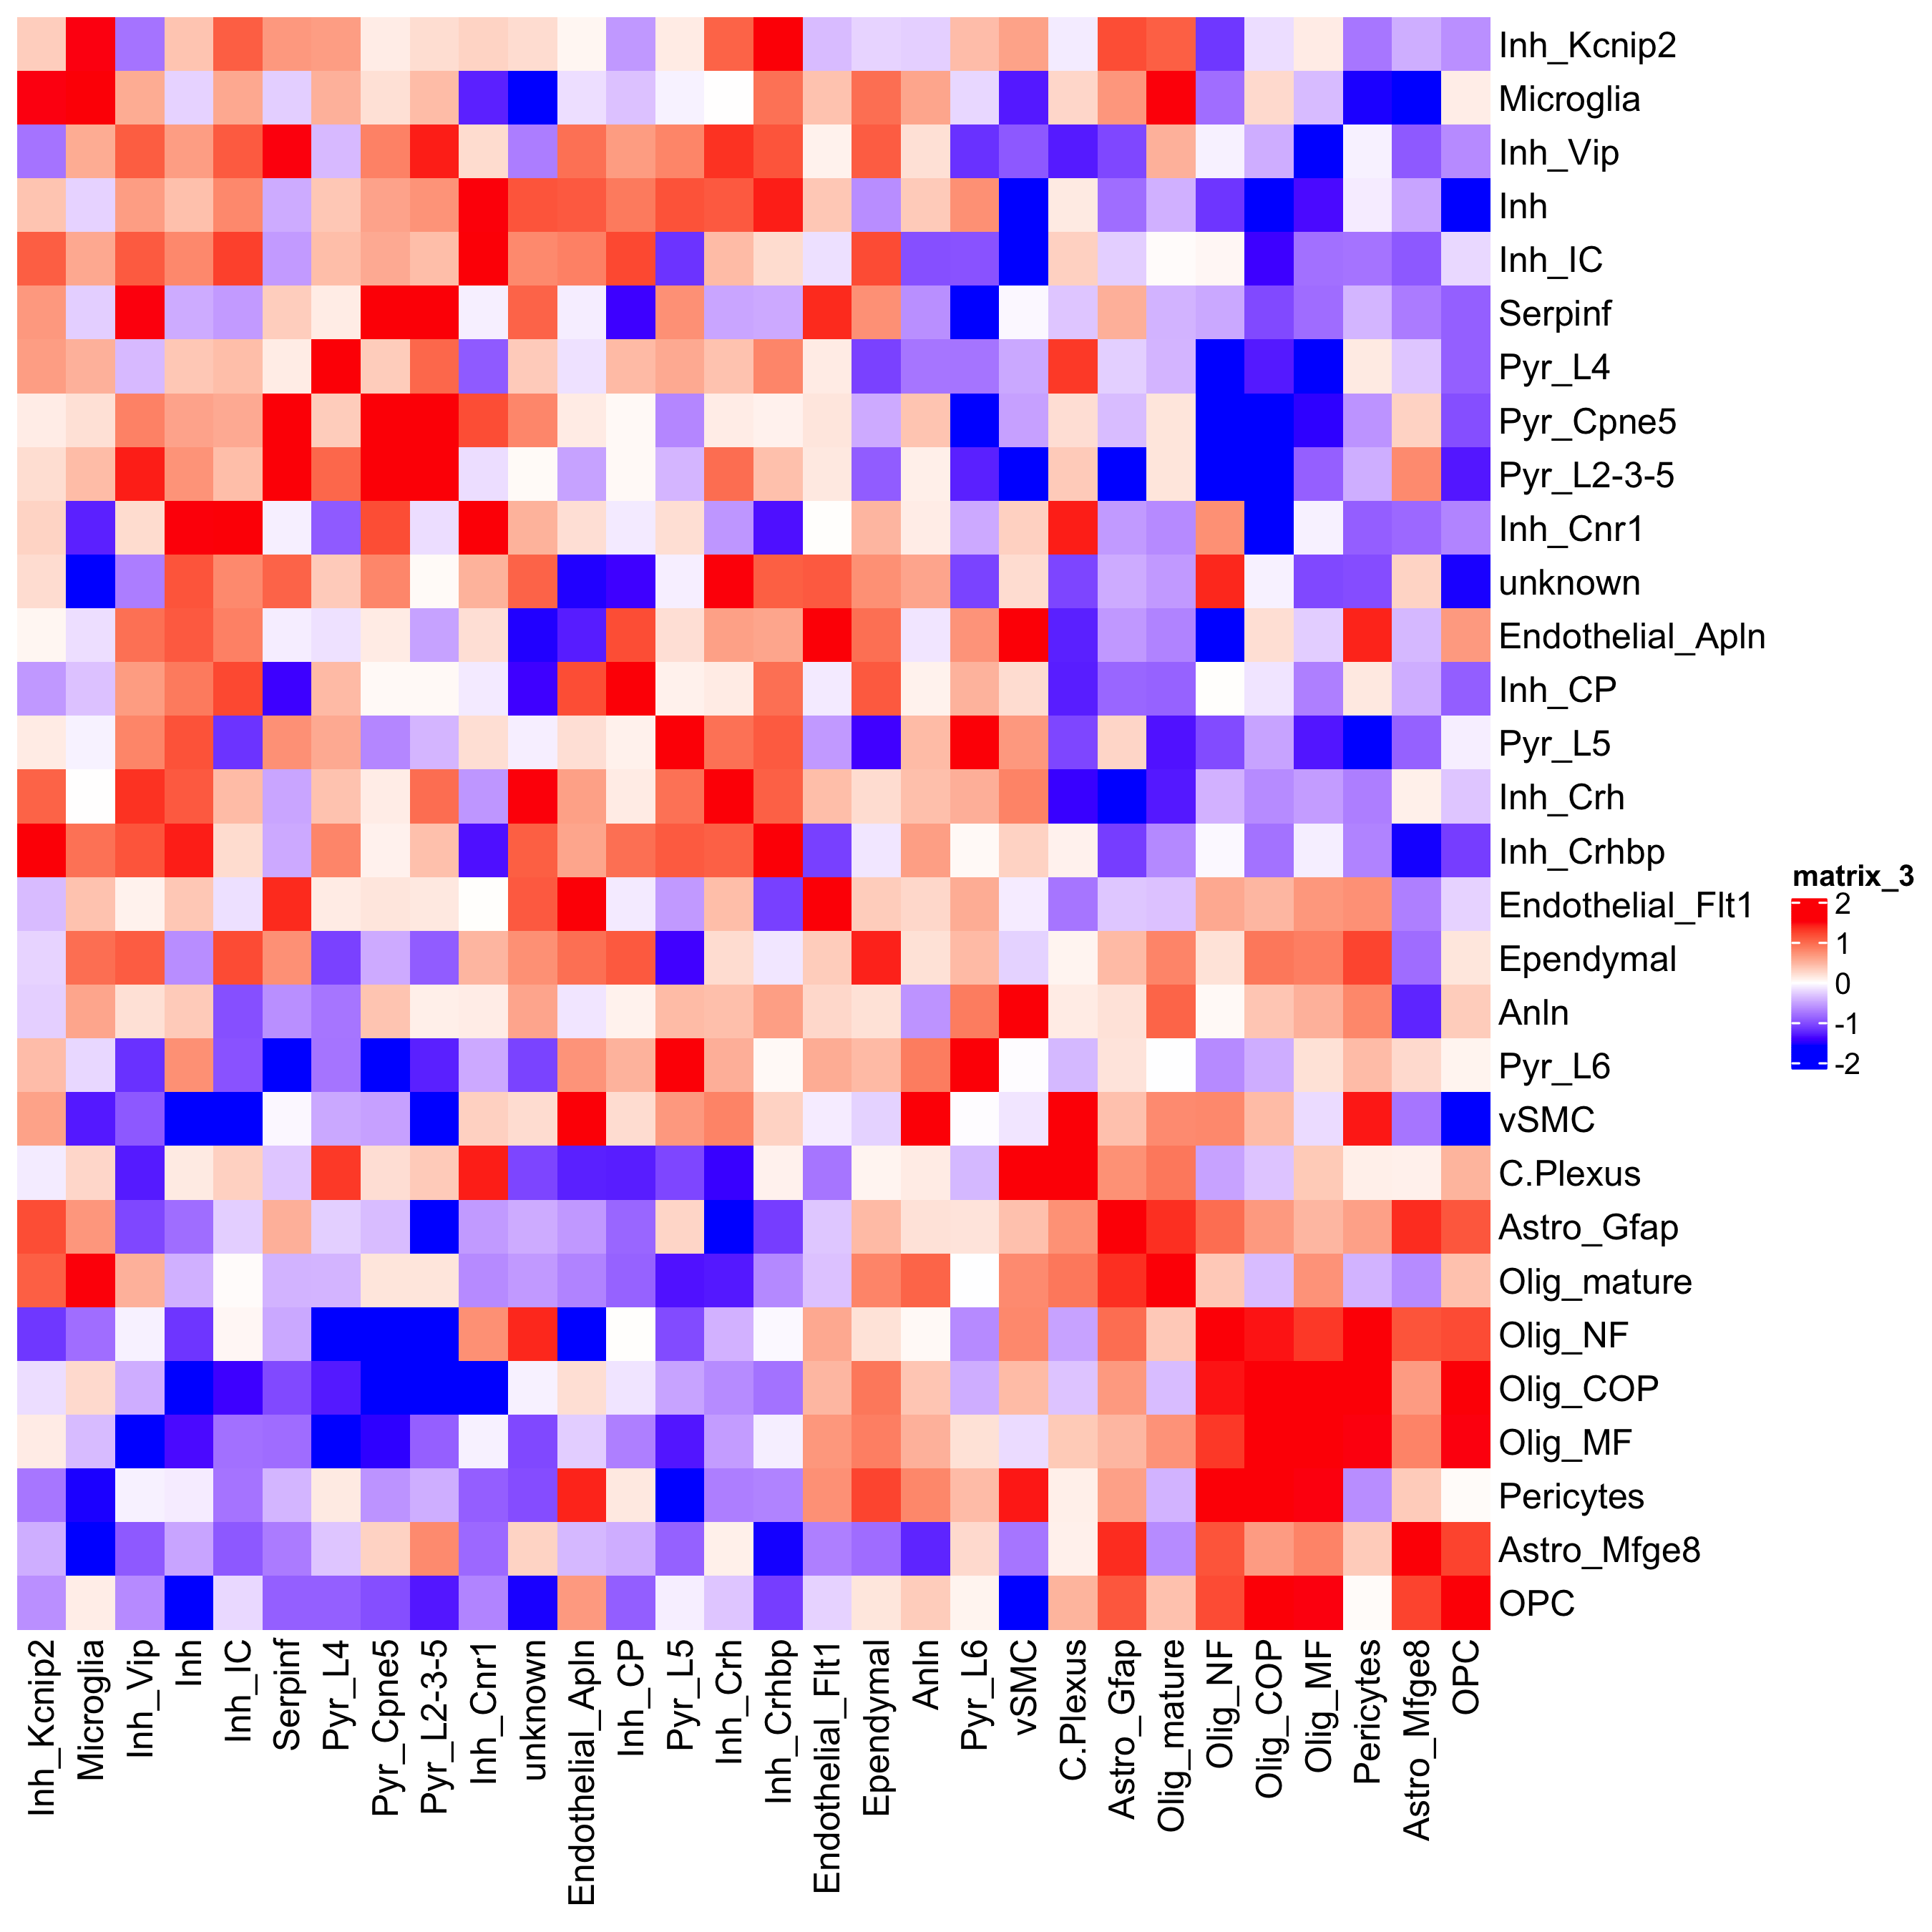 Inh_Kcnip2
Microglia
Inh_Vip
Inh
Inh_IC
Serpinf
Pyr_L4
Pyr_Cpne5
Pyr_L2-3-5
Inh_Cnr1
unknown
Endothelial_Apln
Inh_CP
Pyr_L5
Inh_Crh
Inh_Crhbp
Endothelial_Flt1
Ependymal
Anln
Pyr_L6
vSMC
C.Plexus
Astro_Gfap
Olig_mature
Olig_NF
Olig_COP
Olig_MF
Pericytes
Astro_Mfge8
OPC
matrix_3
2
1
0
-1
-2
Inh_Kcnip2
Microglia
Inh_Vip
Inh
Inh_IC
Serpinf
Pyr_L4
Pyr_Cpne5
Pyr_L2-3-5
Inh_Cnr1
unknown
Endothelial_Apln
Inh_CP
Pyr_L5
Inh_Crh
Inh_Crhbp
Endothelial_Flt1
Ependymal
Anln
Pyr_L6
vSMC
C.Plexus
Astro_Gfap
Olig_mature
Olig_NF
Olig_COP
Olig_MF
Pericytes
Astro_Mfge8
OPC